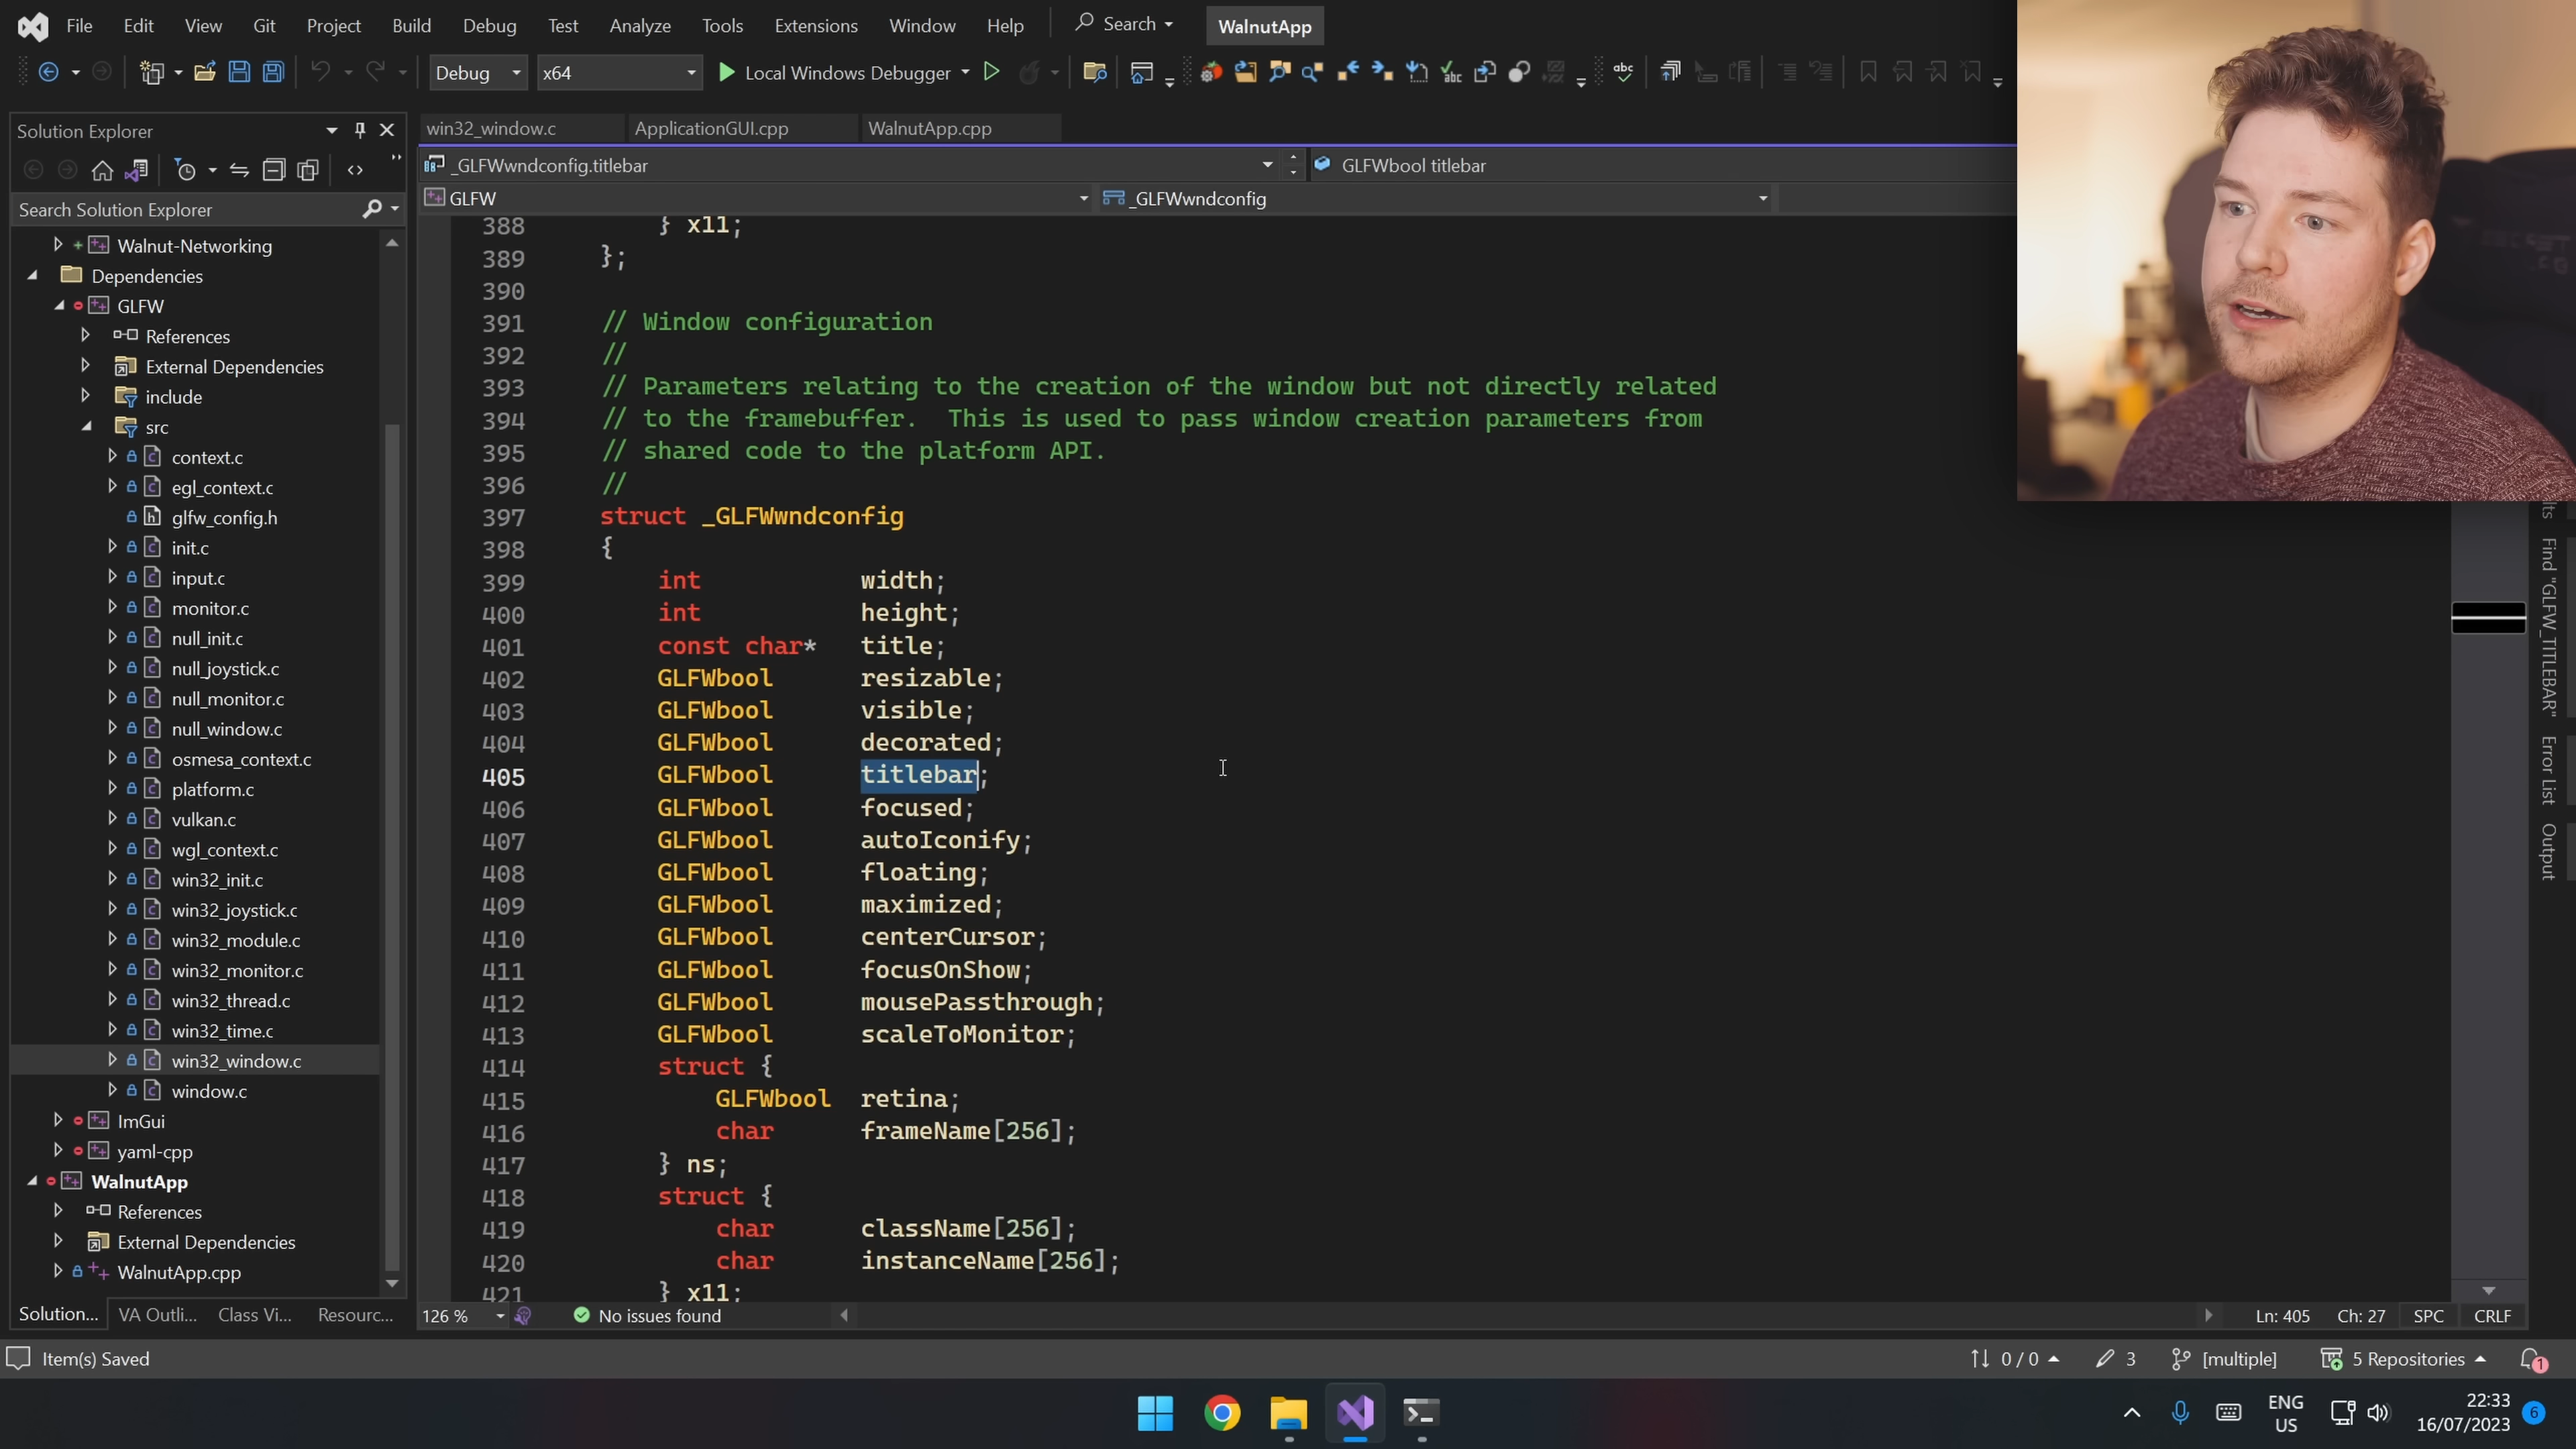 File Edit View Git Project Build Debug Test Analyze Tools Extensions Window Help Search WalnutApp
Debug x64 Local Windows Debugger
Solution Explorer
Search Solution Explorer
Walnut-Networking
Dependencies
GLFW
References
External Dependencies
include
src
context.c
egl_context.c
glfw_config.h
init.c
input.c
monitor.c
null_init.c
null_joystick.c
null_monitor.c
null_window.c
osmesa_context.c
platform.c
vulkan.c
wgl_context.c
win32_init.c
win32_joystick.c
win32_module.c
win32_monitor.c
win32_thread.c
win32_time.c
win32_window.c
window.c
ImGui
yaml-cpp
WalnutApp
References
External Dependencies
WalnutApp.cpp
Solution... VA Outli... Class Vi... Resourc...
win32_window.c ApplicationGUI.cpp WalnutApp.cpp
_GLFWwndconfig.titlebar GLFWbool titlebar
GLFW _GLFWwndconfig
388 } x11;
389 };
390
391 // Window configuration
392 //
393 // Parameters relating to the creation of the window but not directly related
394 // to the framebuffer.  This is used to pass window creation parameters from
395 // shared code to the platform API.
396 //
397 struct _GLFWwndconfig
398 {
399 int width;
400 int height;
401 const char* title;
402 GLFWbool resizable;
403 GLFWbool visible;
404 GLFWbool decorated;
405 GLFWbool titlebar;
406 GLFWbool focused;
407 GLFWbool autoIconify;
408 GLFWbool floating;
409 GLFWbool maximized;
410 GLFWbool centerCursor;
411 GLFWbool focusOnShow;
412 GLFWbool mousePassthrough;
413 GLFWbool scaleToMonitor;
414 struct {
415 GLFWbool retina;
416 char frameName[256];
417 } ns;
418 struct {
419 char className[256];
420 char instanceName[256];
421 } x11;
126 % No issues found Ln: 405 Ch: 27 SPC CRLF
Find "GLFW_TITLEBAR"
Error List
Output
Item(s) Saved 0 / 0 3 [multiple] 5 Repositories 1
ENG
US
22:33
16/07/2023
6